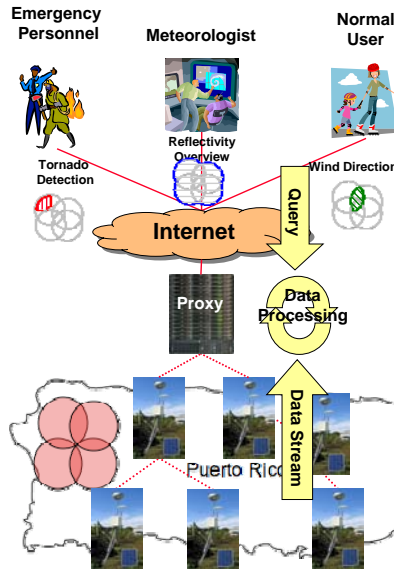 Emergency
Personnel
Meteorologist
Normal
User
Tornado
Detection
Reflectivity
Overview
Wind Direction
Query
Internet
Proxy
Data
Processing
Data Stream
Puerto Rico